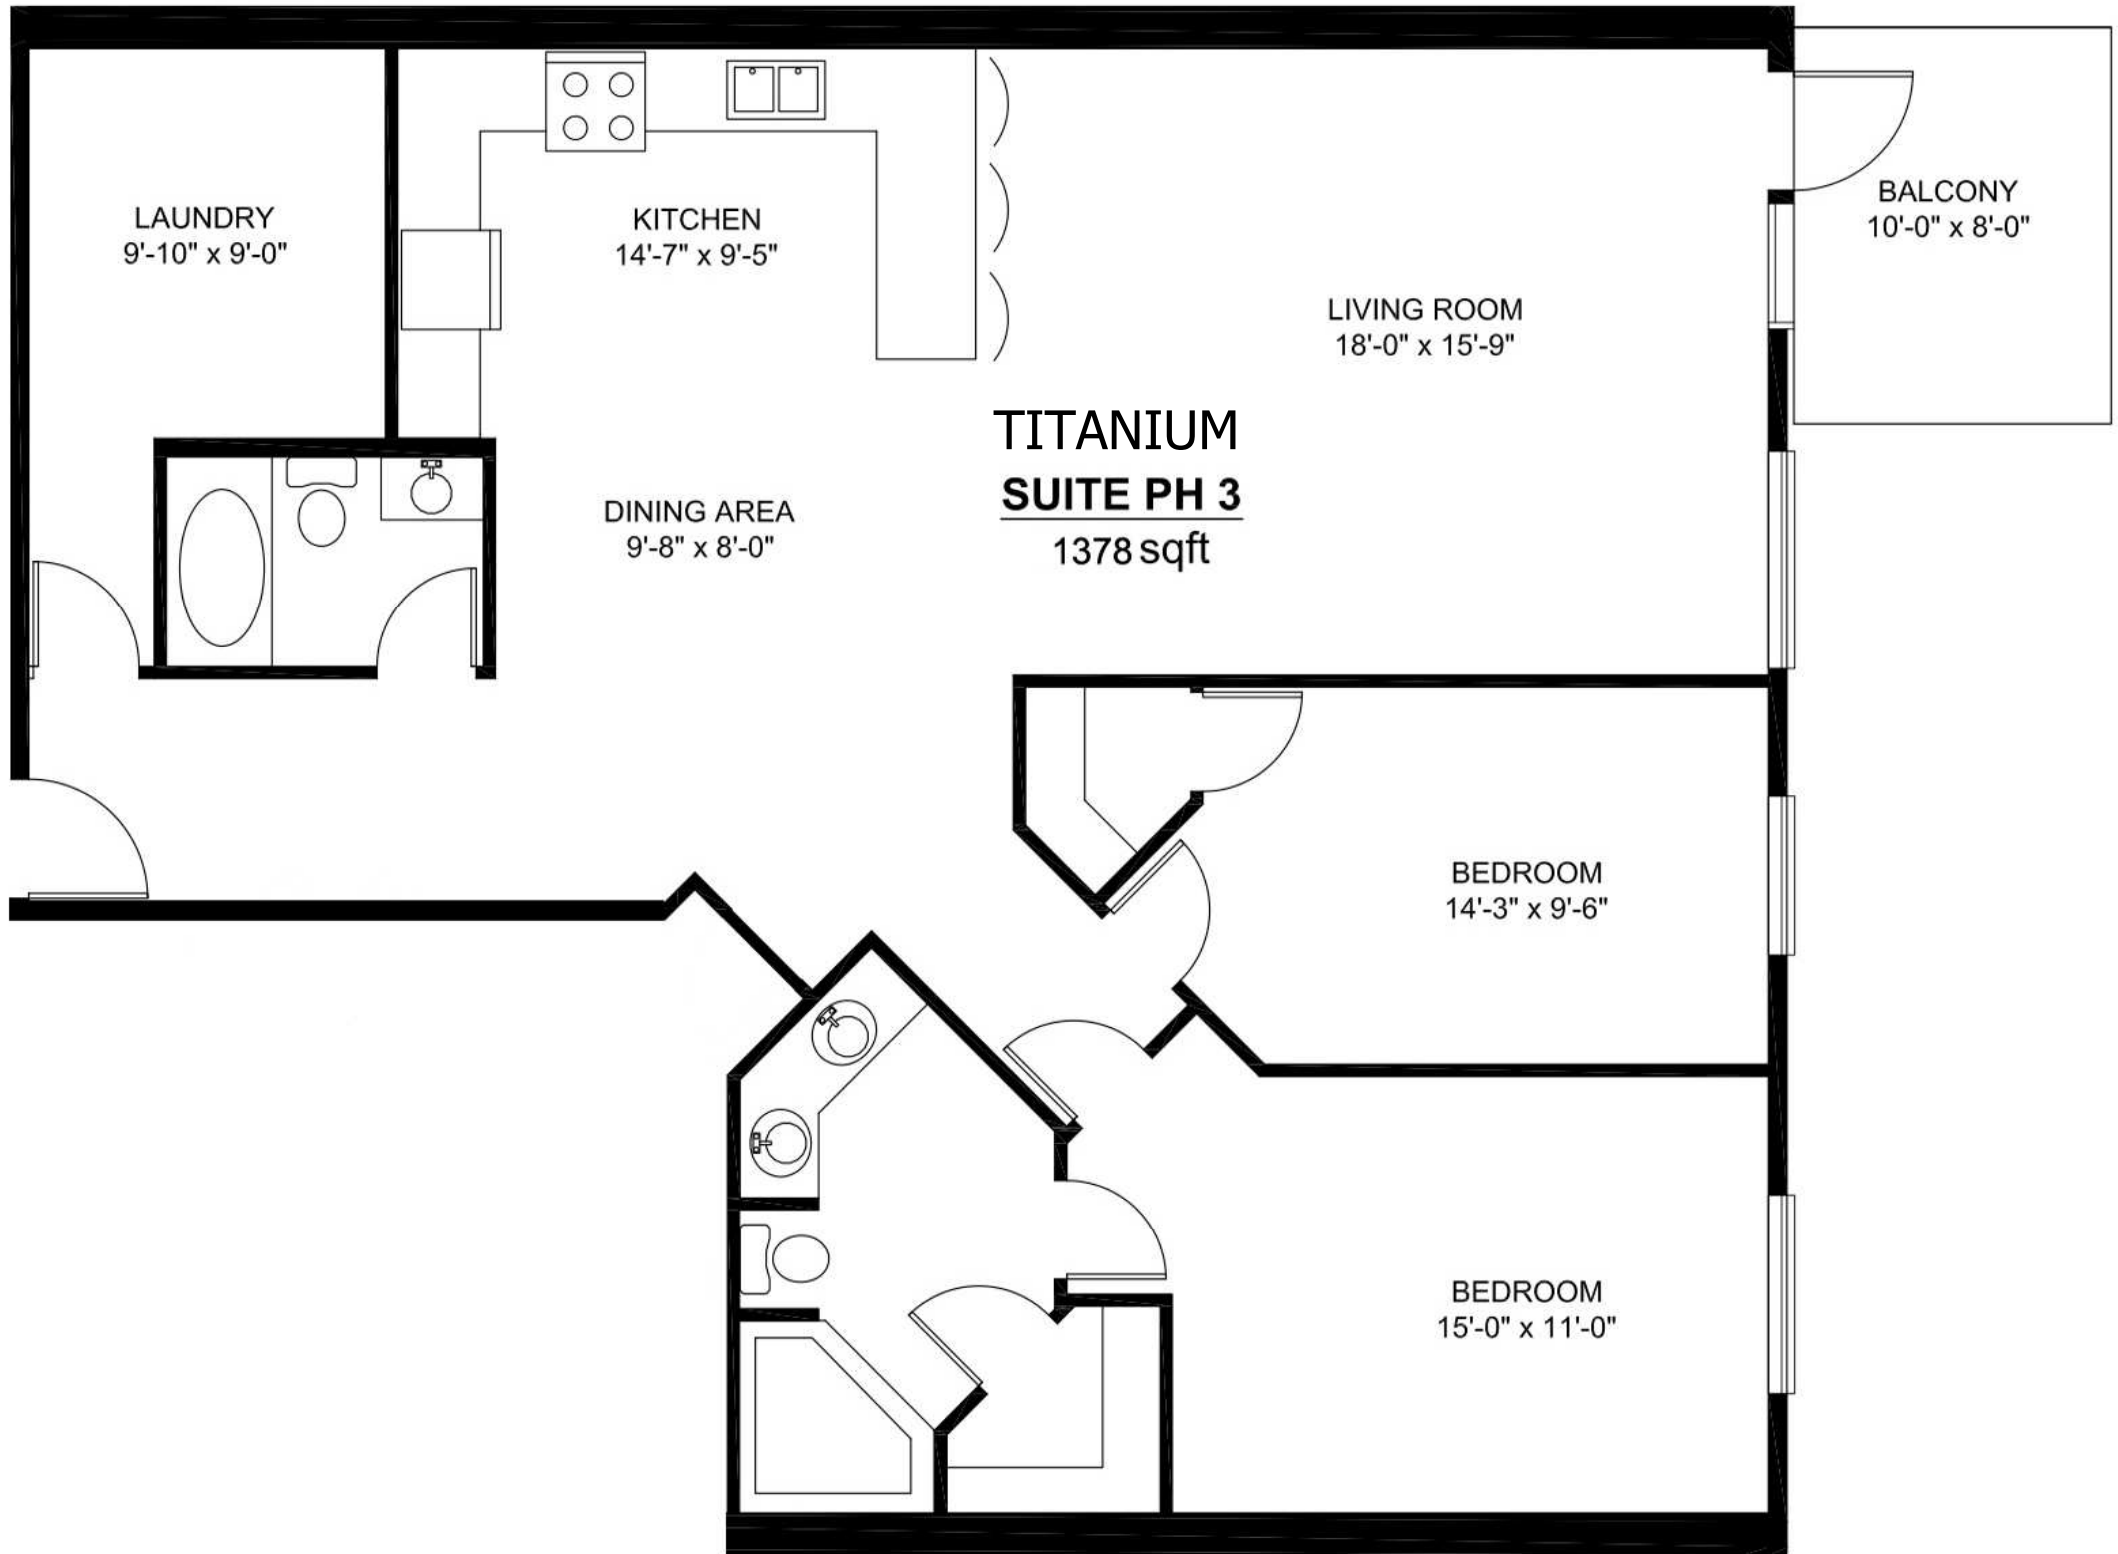 LAUNDRY
9'-10" x 9'-0"
KITCHEN
14'-7" x 9'-5"
BALCONY
10'-0" x 8'-0"
LIVING ROOM
18'-0" x 15'-9"
TITANIUM
SUITE PH 3
1378 sqft
DINING AREA
9'-8" x 8'-0"
BEDROOM
14'-3" x 9'-6"
BEDROOM
15'-0" x 11'-0"